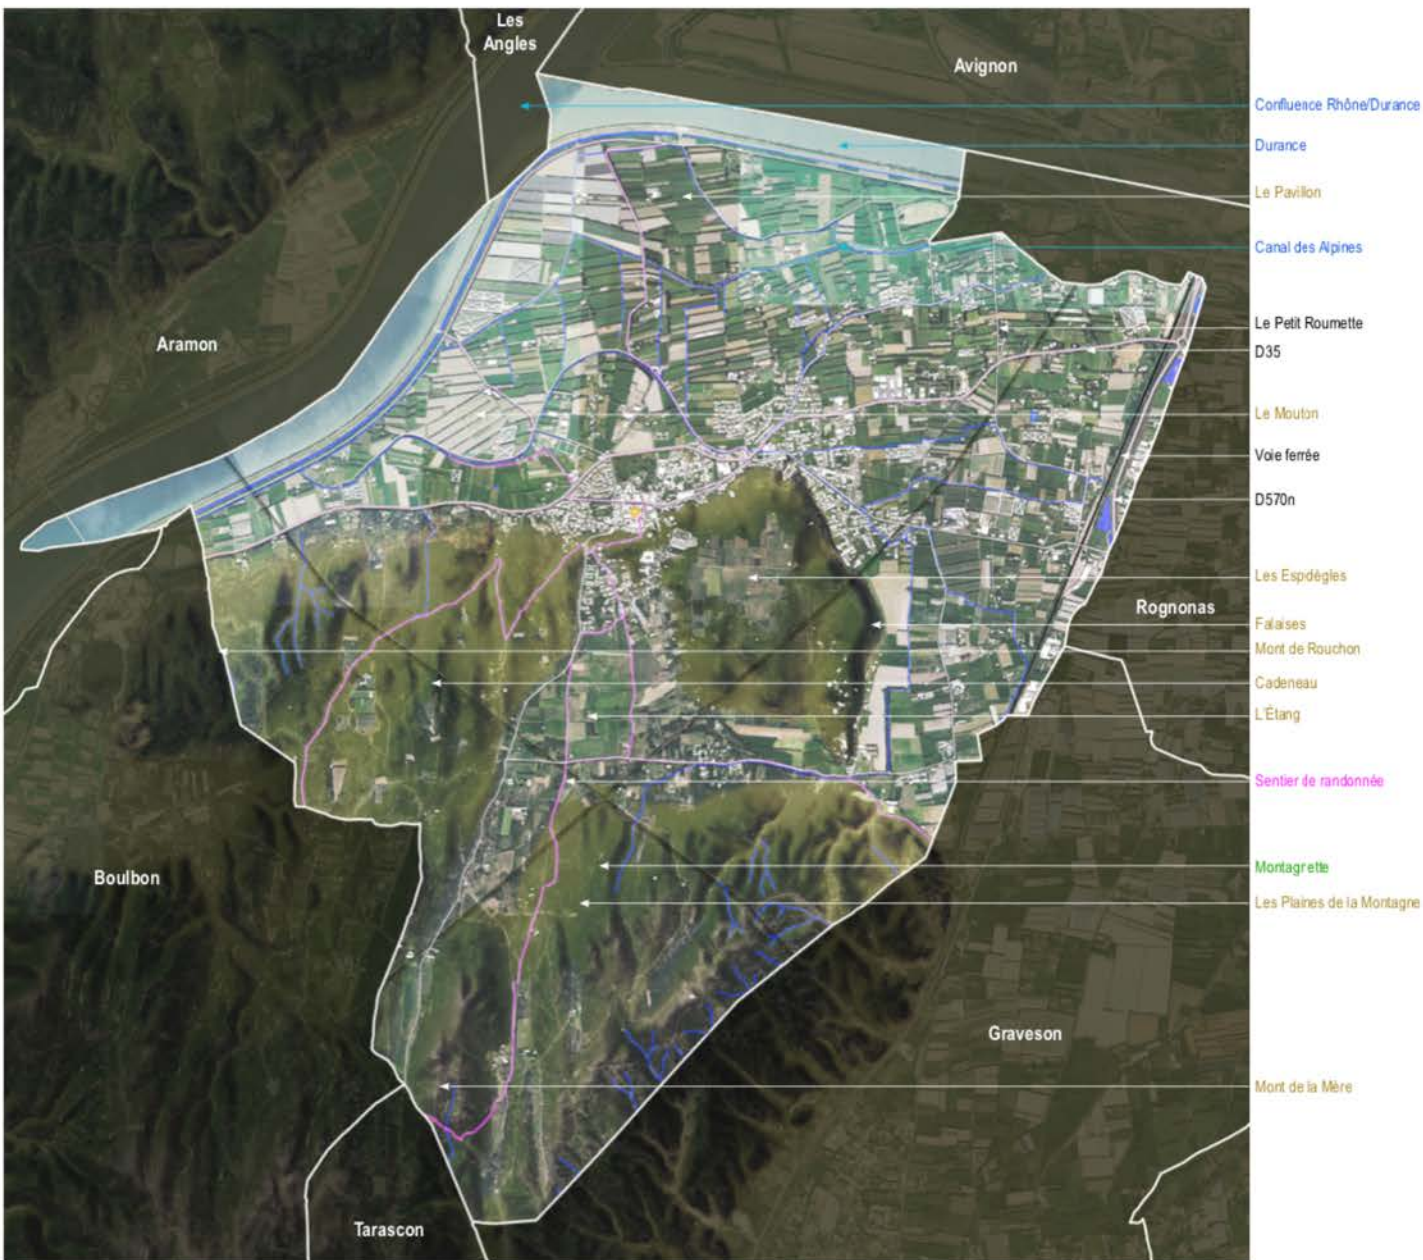 Les
Angles
Avignon
Confluence Rhône/Durance
Durance
Le Pavillon
Canal des Alpines
Le Petit Roumette
Aramon
D35
Le Mouton
Voie ferrée
D570n
Les Espdègles
Rognonas
Falaises
Mont de Rouchon
Cadeneau
L'Étang
Sentier de randonnée
Montagrette
Boulbon
Les Plaines de la Montagne
Graveson
Mont de la Mère
Tarascon